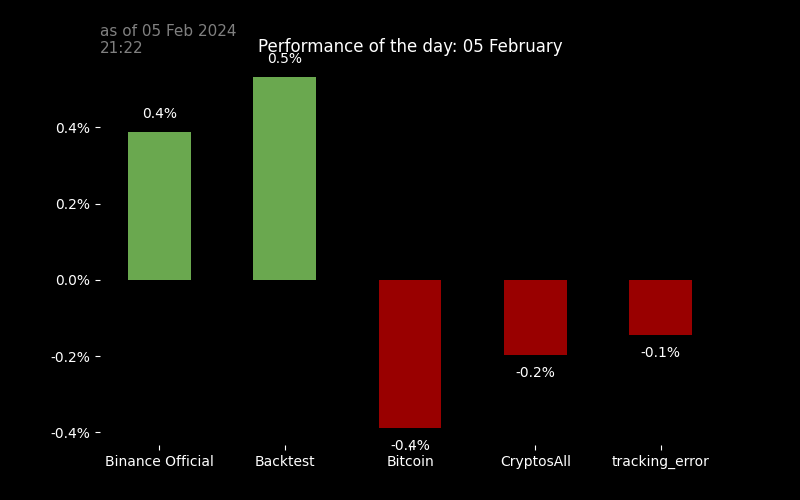 as of 05 Feb 2024
21:22
Performance of the day: 05 February
0.5%
0.4%
0.4%
0.2%
0.0%
-0.2%
-0.4%
-0.1%
-0.2%
-0.4%
Binance Official
Backtest
Bitcoin
CryptosAll
tracking_error